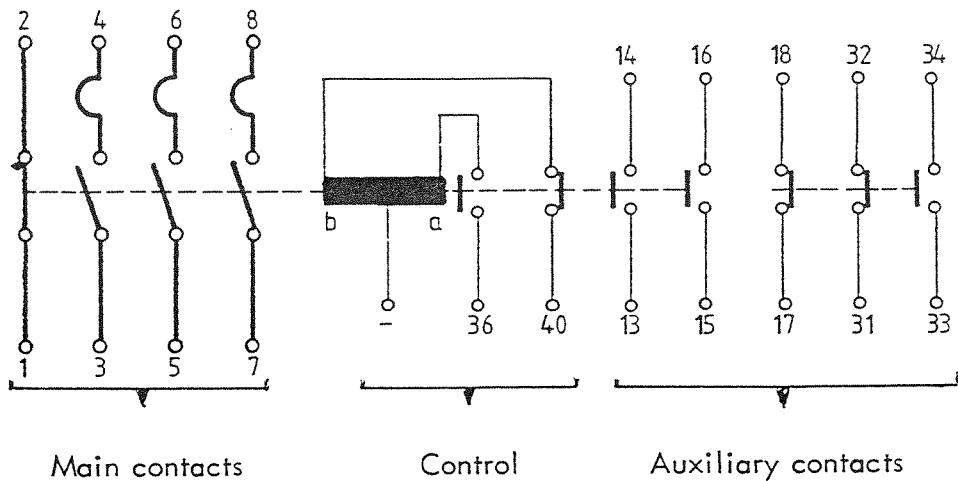 2 4 6 8
14 16 18 32 34
b a
- 36 40 13 15 17 31 33
1 3 5 7
Main contacts Control Auxiliary contacts